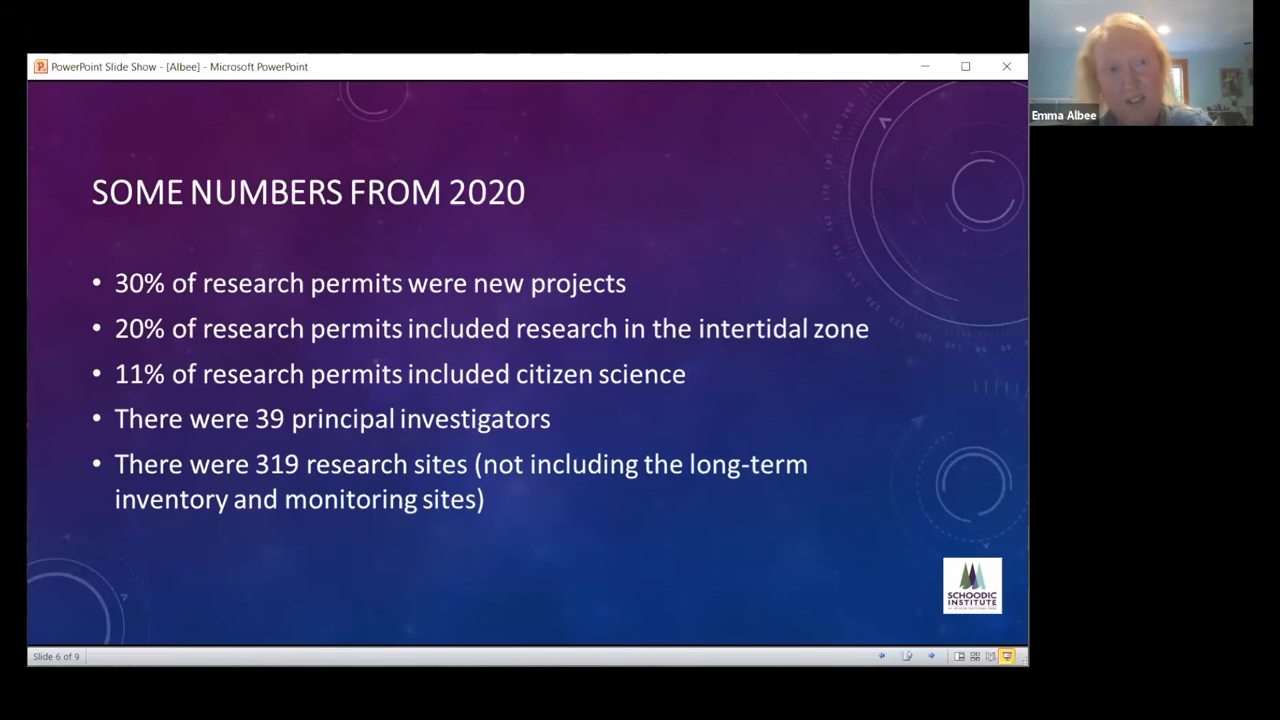 PowerPoint Slide Show - [Albee] - Microsoft PowerPoint
Emma Albee
SOME NUMBERS FROM 2020
• 30% of research permits were new projects
• 20% of research permits included research in the intertidal zone
• 11% of research permits included citizen science
• There were 39 principal investigators
• There were 319 research sites (not including the long-term
inventory and monitoring sites)
SCHOODIC
INSTITUTE
Slide 6 of 9